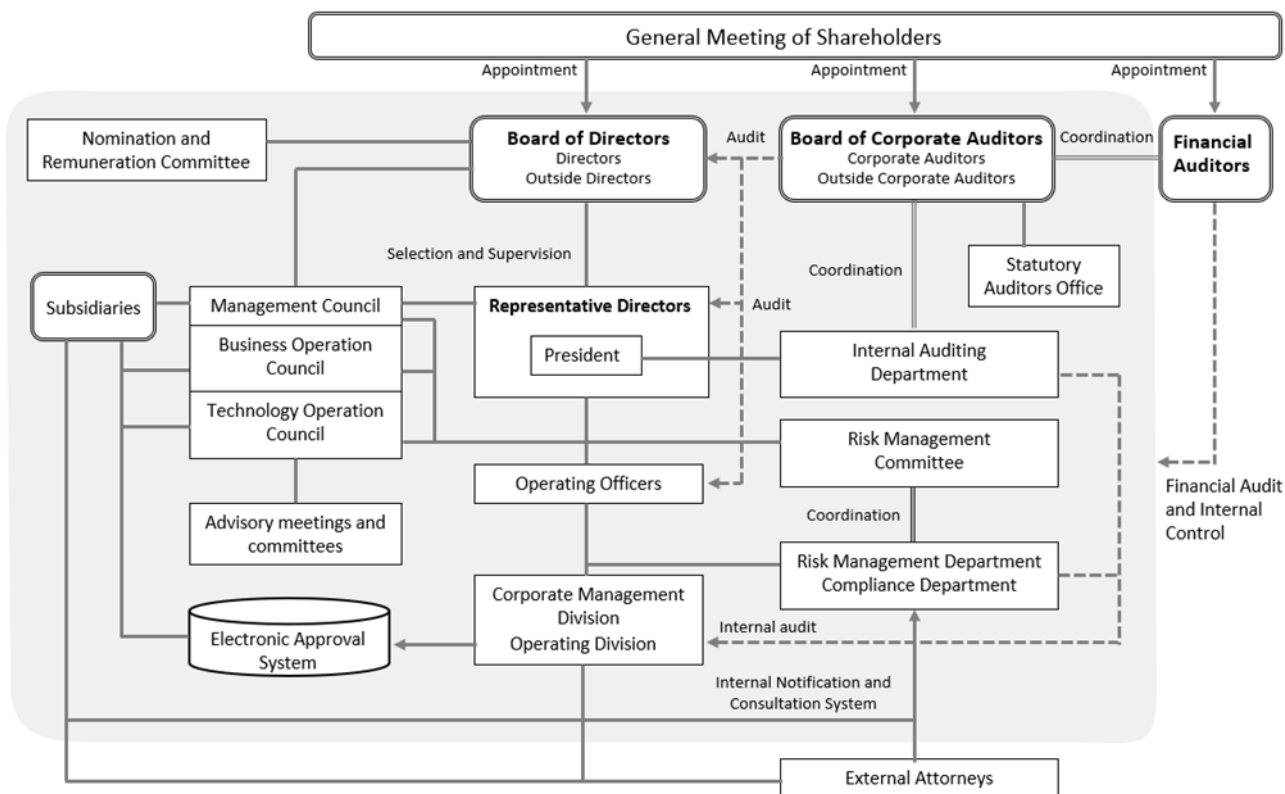 General Meeting of Shareholders
Appointment
Appointment
Appointment
Nomination and
Remuneration Committee
Board of Directors
Directors
Outside Directors
Audit
Board of Corporate Auditors
Corporate Auditors
Outside Corporate Auditors
Coordination
Financial
Auditors
Selection and Supervision
Coordination
Statutory
Auditors Office
Subsidiaries
Management Council
Business Operation
Council
Technology Operation
Council
Representative Directors
President
Audit
Internal Auditing
Department
Risk Management
Committee
Operating Officers
Financial Audit
and Internal
Control
Advisory meetings and
committees
Coordination
Risk Management Department
Compliance Department
Corporate Management
Division
Operating Division
Electronic Approval
System
Internal audit
Internal Notification and
Consultation System
External Attorneys